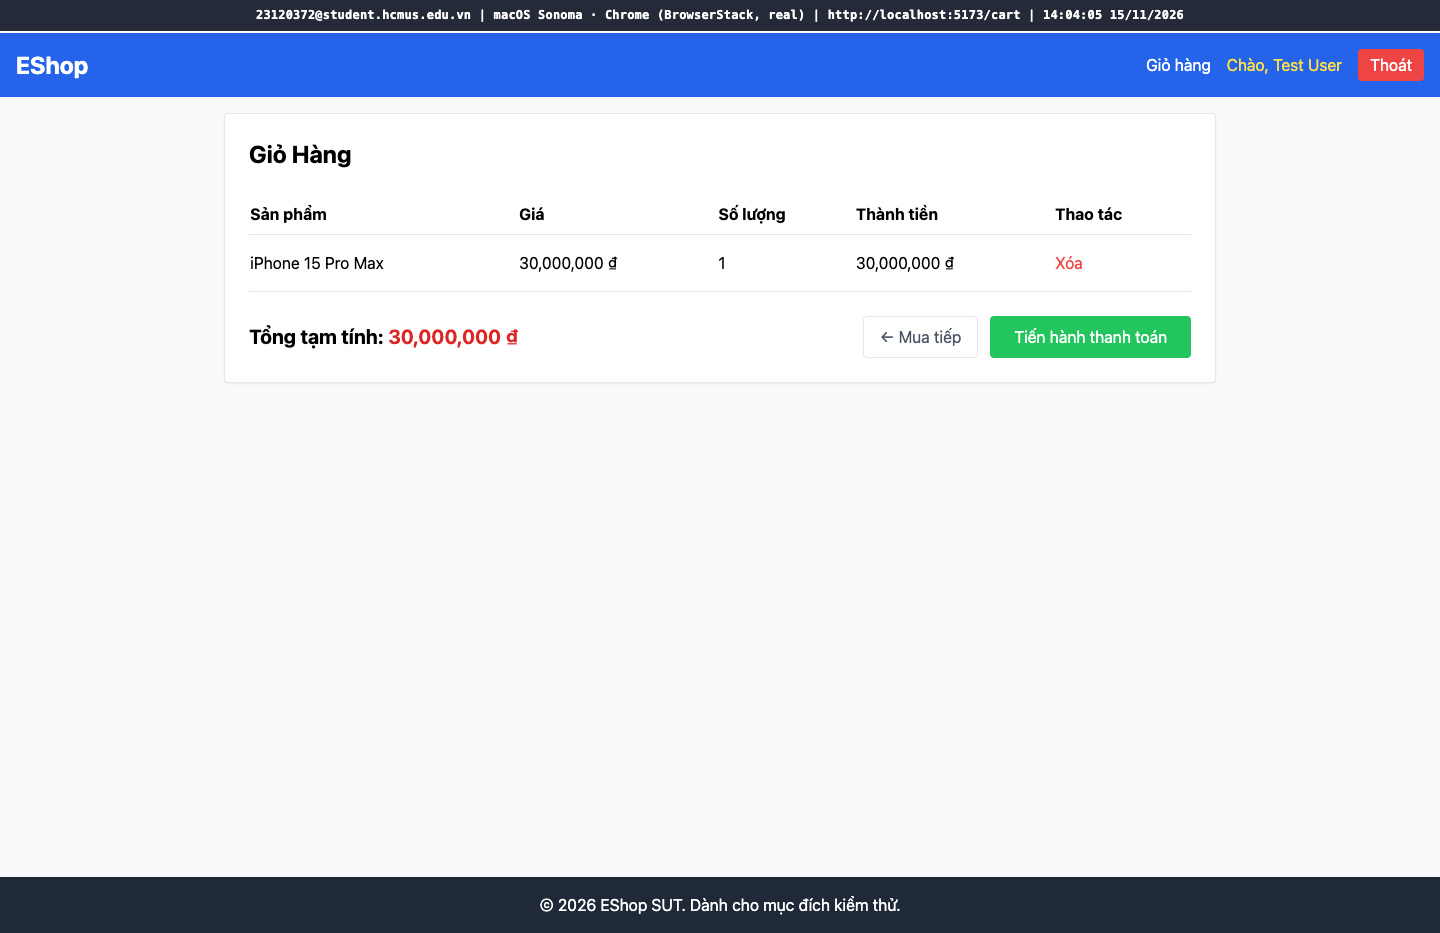 23120372@student.hcmus.edu.vn | macOS Sonoma · Chrome (BrowserStack, real) | http://localhost:5173/cart | 14:04:05 15/11/2026
EShop Giỏ hàng Chào, Test User Thoát
Giỏ Hàng
Sản phẩm Giá Số lượng Thành tiền Thao tác
iPhone 15 Pro Max 30,000,000 ₫ 1 30,000,000 ₫ Xóa
Tổng tạm tính: 30,000,000 ₫ ← Mua tiếp Tiến hành thanh toán
© 2026 EShop SUT. Dành cho mục đích kiểm thử.